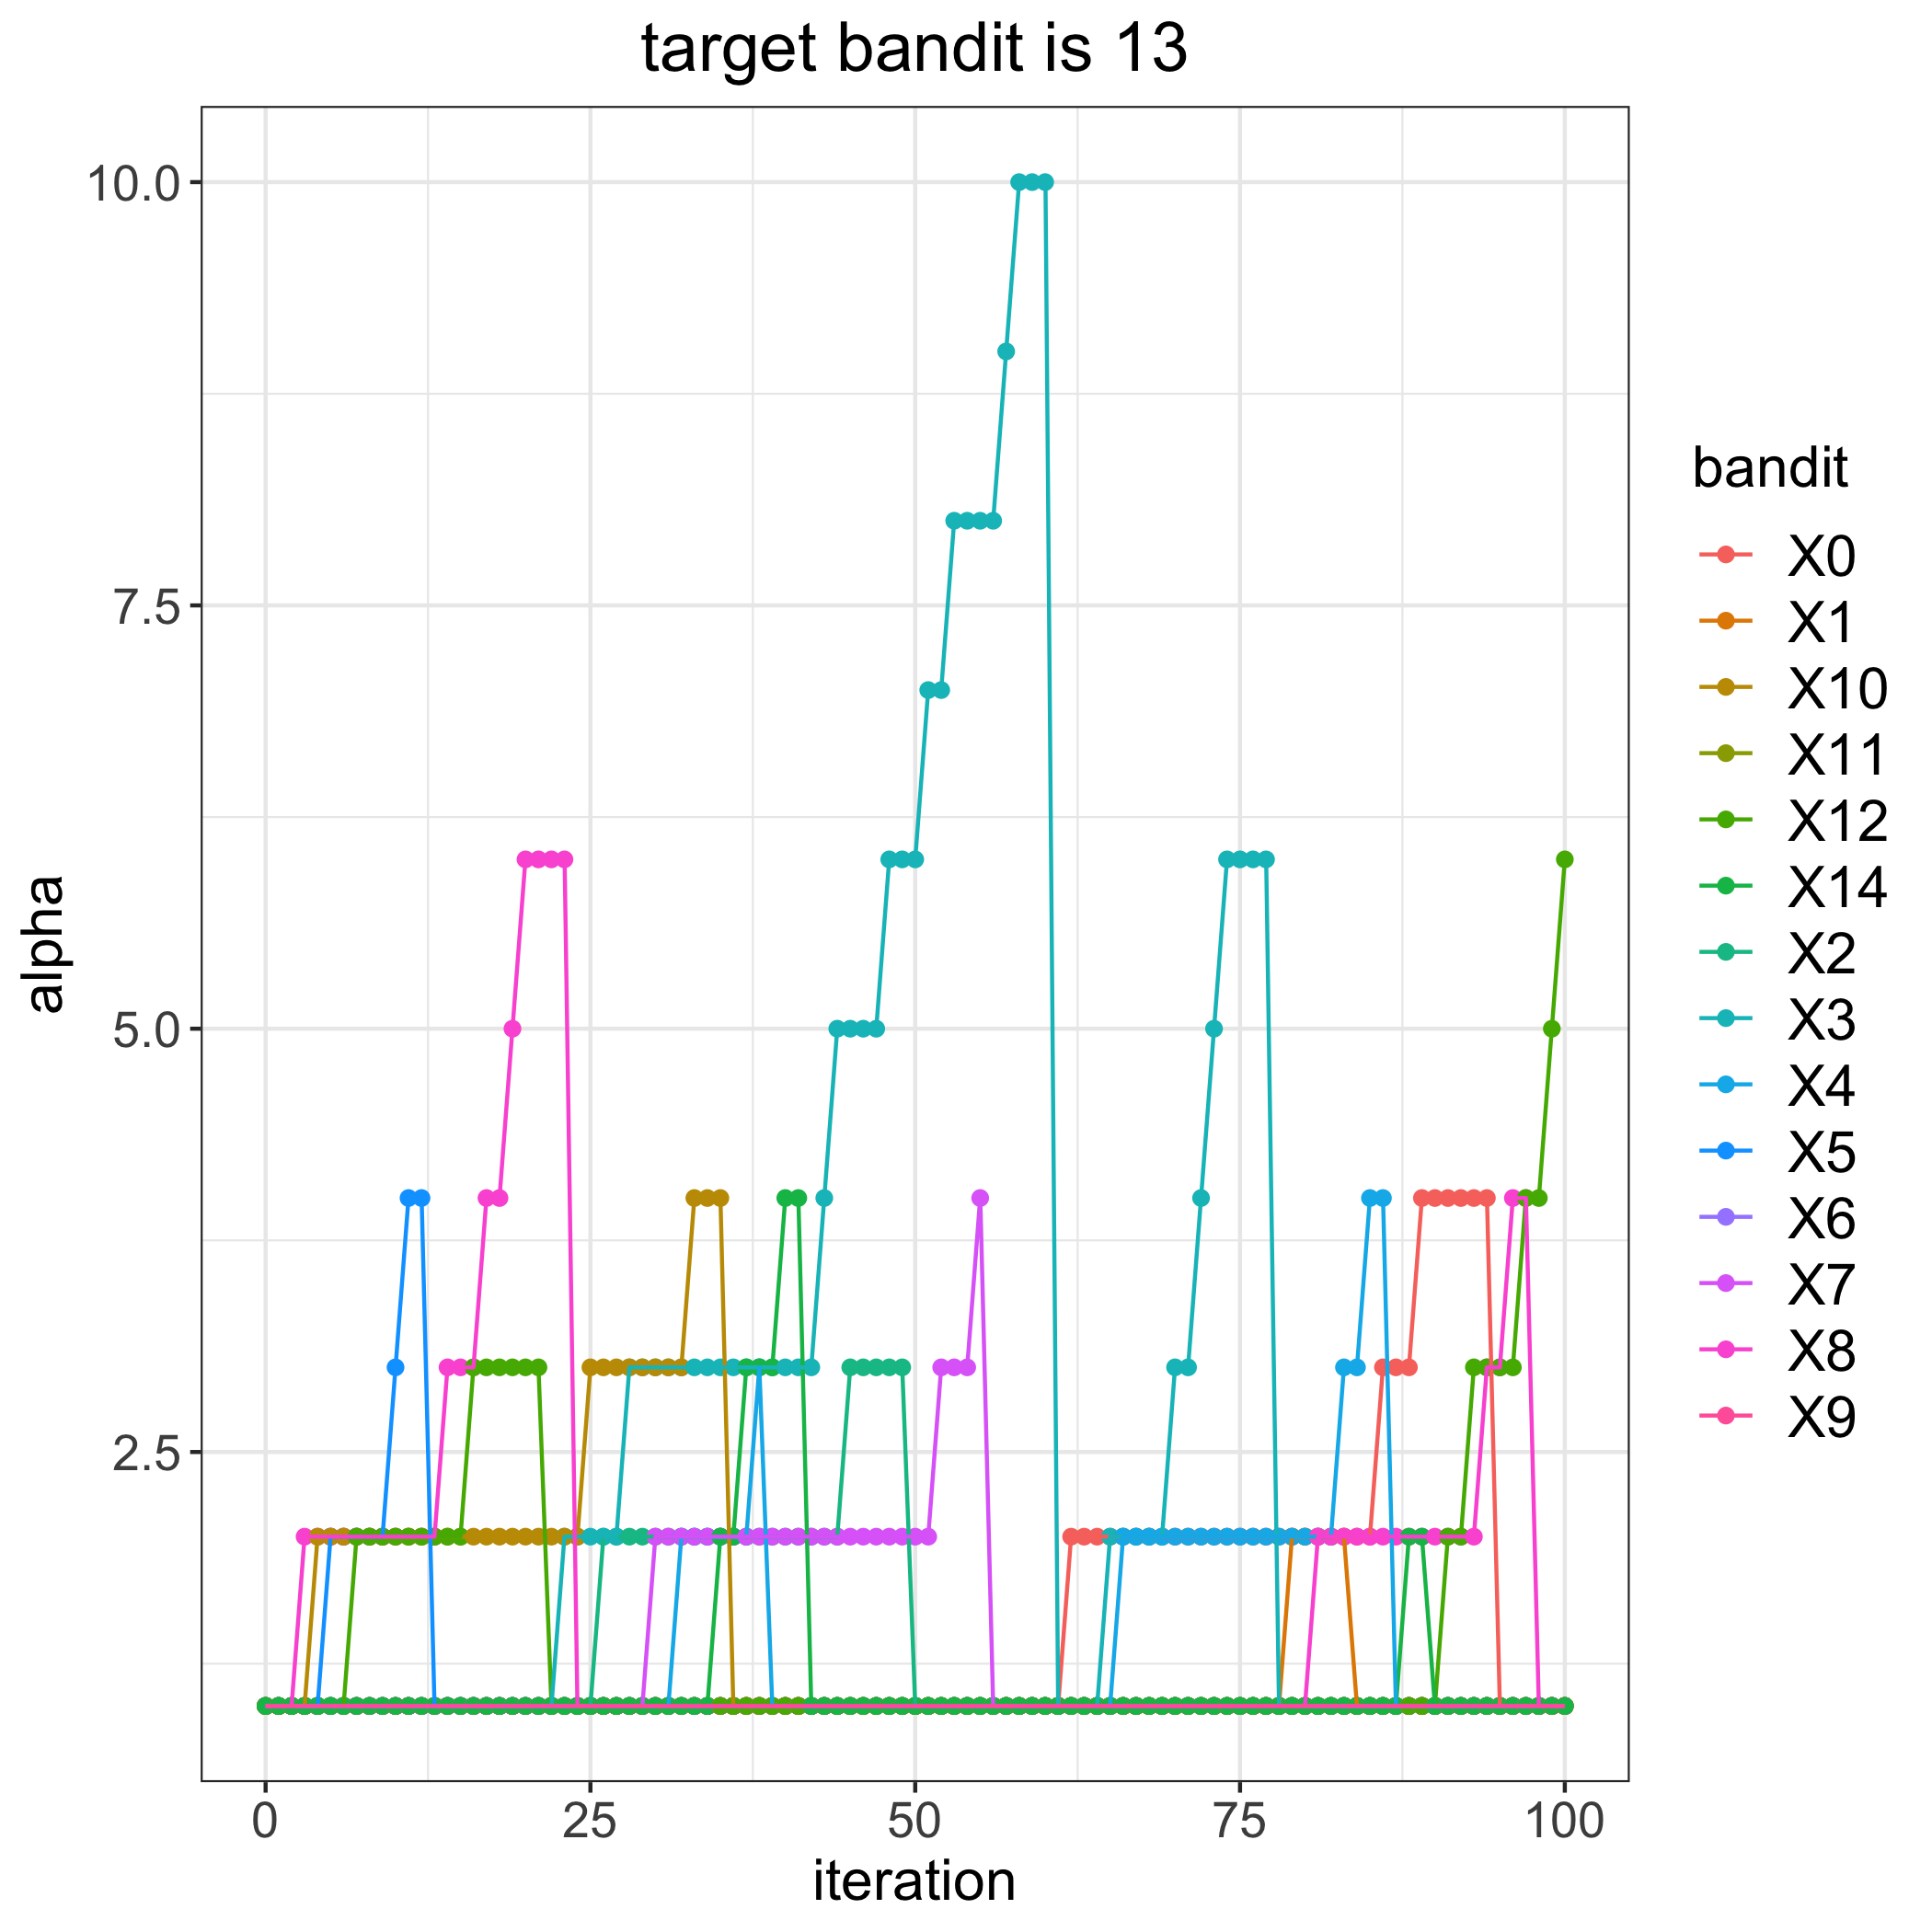 target bandit is 13
10.0
7.5
5.0
2.5
alpha
0
25
50
75
100
iteration
bandit
X0
X1
X10
X11
X12
X14
X2
X3
X4
X5
X6
X7
X8
X9